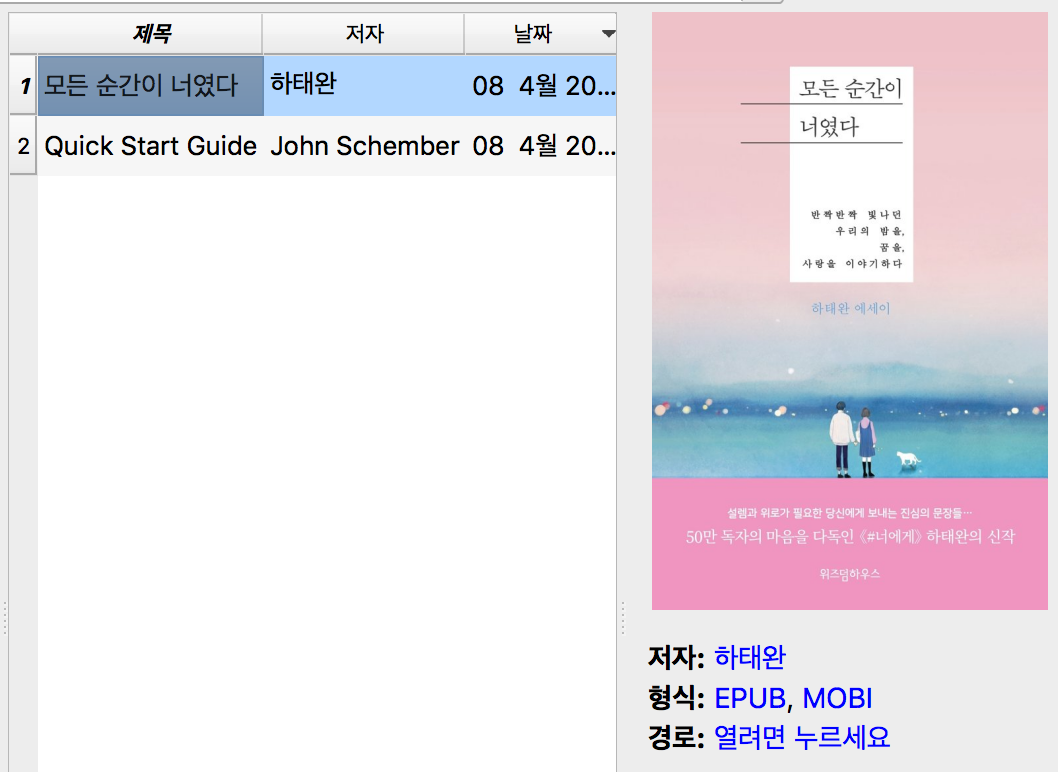 제목 저자 날짜
1 모든 순간이 너였다 하태완 08 4월 20...
2 Quick Start Guide John Schember 08 4월 20...
모든 순간이
너였다
반짝반짝 빛나던
우리의 밤을,
꿈을,
사랑을 이야기하다
하태완 에세이
설렘과 위로가 필요한 당신에게 보내는 진심의 문장들…
50만 독자의 마음을 다독인 《#너에게》 하태완의 신작
위즈덤하우스
저자: 하태완
형식: EPUB, MOBI
경로: 열려면 누르세요